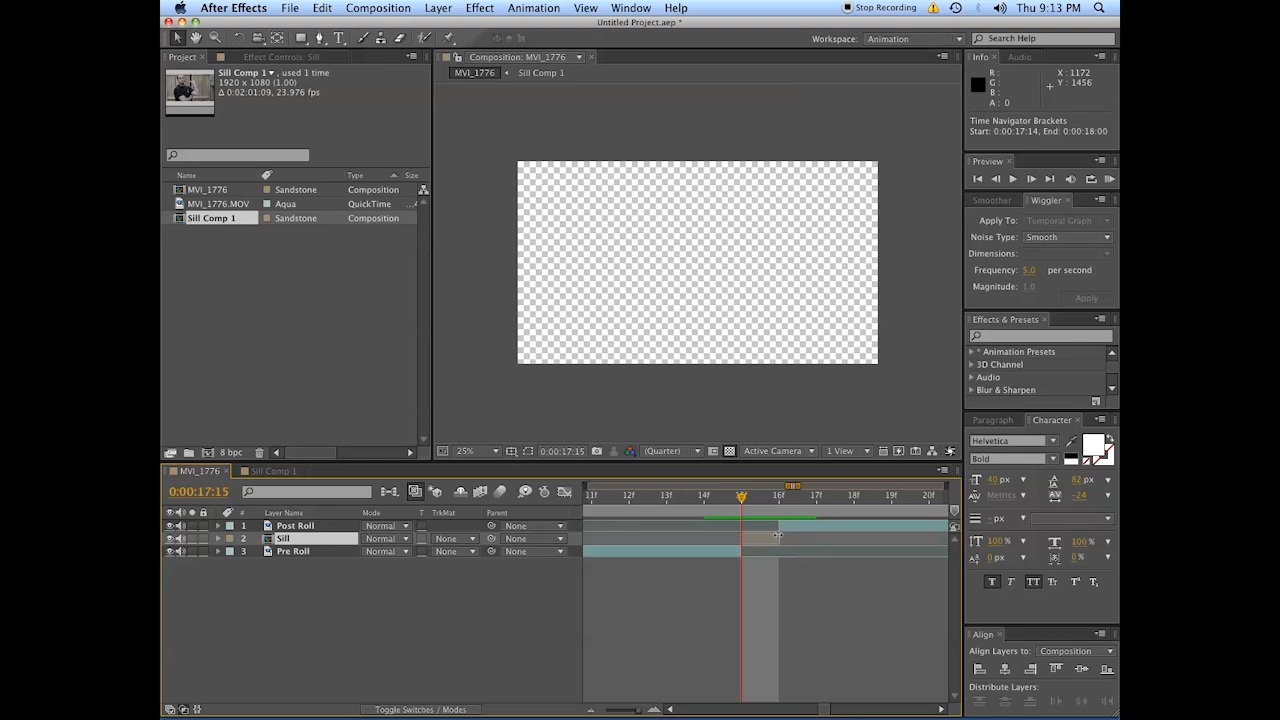 After Effects File Edit Composition Layer Effect Animation View Window Help Stop Recording Thu 9:13 PM
Untitled Project.aep *
Workspace: Animation Search Help
Project × Effect Controls: Sill
Composition: MVI_1776
Info × Audio
Sill Comp 1 ▾, used 1 time
1920 x 1080 (1.00)
Δ 0:02:01:09, 23.976 fps
MVI_1776 Sill Comp 1
R:
G:
B:
A: 0
X: 1172
Y: 1456
Time Navigator Brackets
Start: 0:00:17:14, End: 0:00:18:00
Preview ×
Name Type Size
MVI_1776 Sandstone Composition
MVI_1776.MOV Aqua QuickTime ...
Sill Comp 1 Sandstone Composition
Smoother Wiggler ×
Apply To: Temporal Graph
Noise Type: Smooth
Dimensions:
Frequency: 5.0 per second
Magnitude: 1.0
Apply
Effects & Presets ×
* Animation Presets
3D Channel
Audio
Blur & Sharpen
Paragraph Character ×
Helvetica
Bold
40 px 82 px
Metrics -24
- px
100 % 100 %
0 px 0 %
T T TT Tr T¹ T₁
8 bpc
25% 0:00:17:15 (Quarter) Active Camera 1 View
MVI_1776 × Sill Comp 1
0:00:17:15
11f 12f 13f 14f 15f 16f 17f 18f 19f 20f
# Layer Name Mode T TrkMat Parent
1 Post Roll Normal None
2 Sill Normal None None
3 Pre Roll Normal None None
Toggle Switches / Modes
Align ×
Align Layers to: Composition
Distribute Layers: